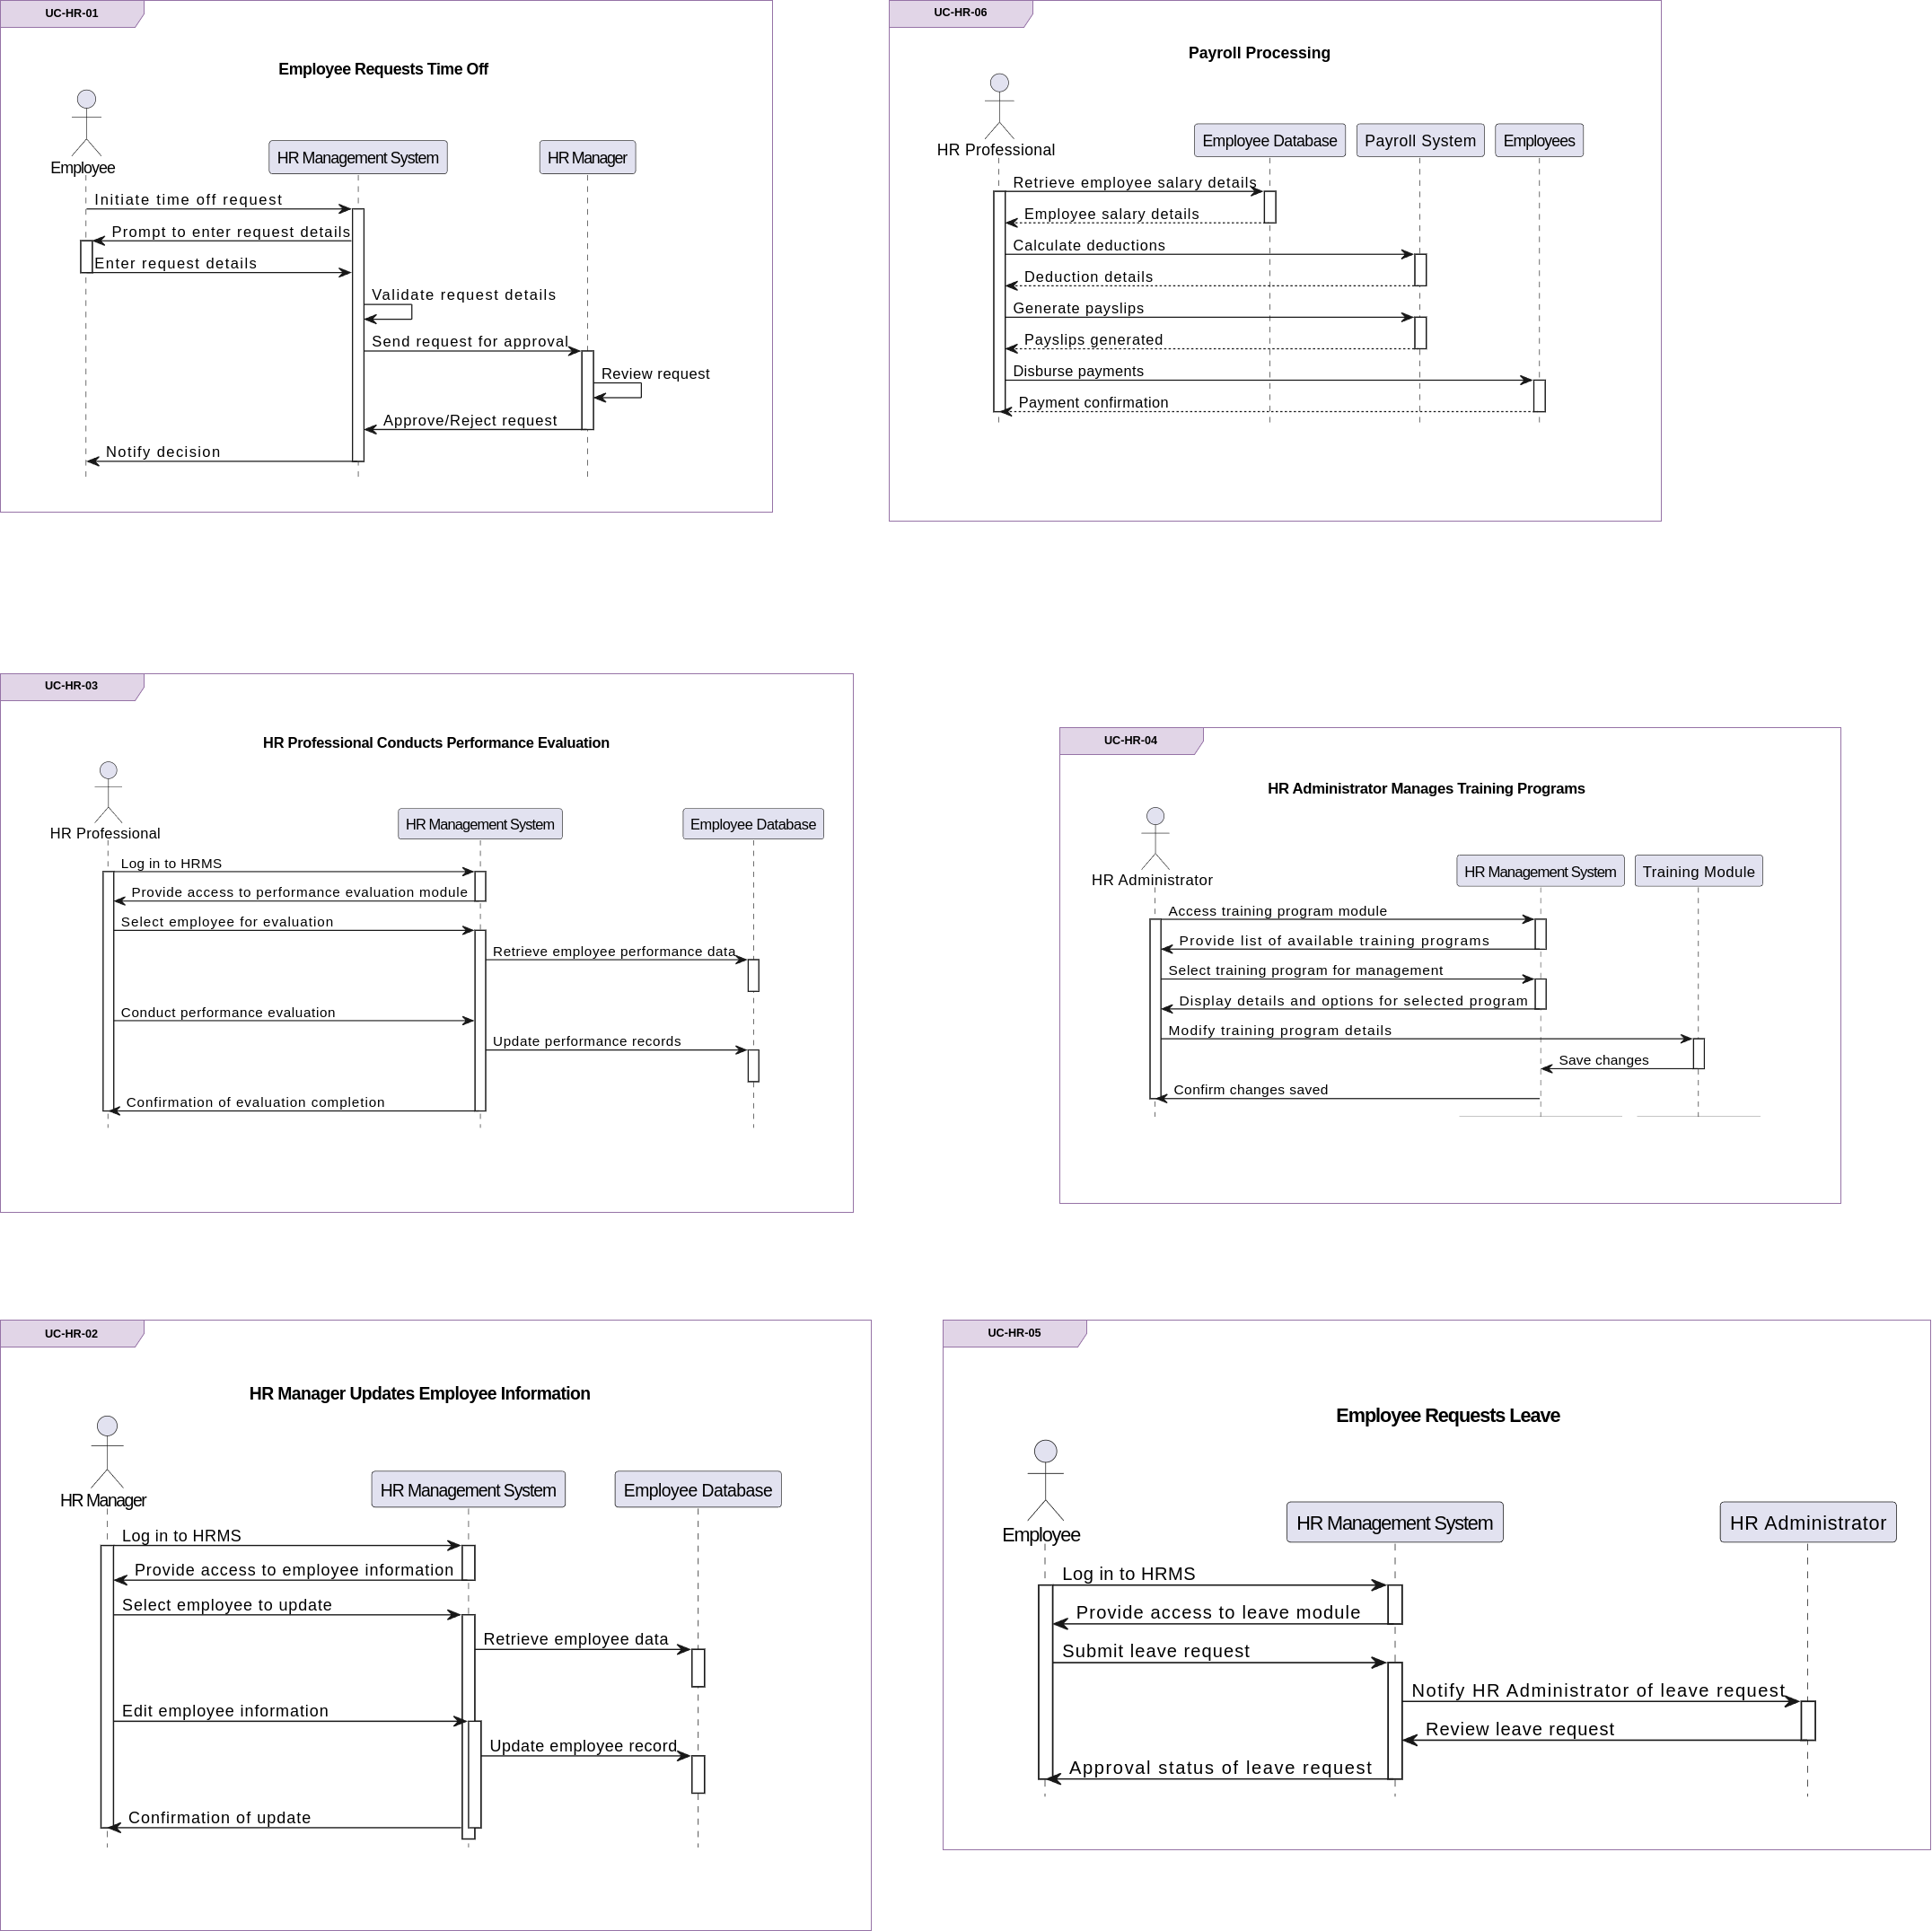 UC-HR-01
Employee Requests Time Off
Employee
HR Management System
HR Manager
Initiate time off request
Prompt to enter request details
Enter request details
Validate request details
Send request for approval
Review request
Approve/Reject request
Notify decision
UC-HR-06
Payroll Processing
HR Professional
Employee Database
Payroll System
Employees
Retrieve employee salary details
Employee salary details
Calculate deductions
Deduction details
Generate payslips
Payslips generated
Disburse payments
Payment confirmation
UC-HR-03
HR Professional Conducts Performance Evaluation
HR Professional
HR Management System
Employee Database
Log in to HRMS
Provide access to performance evaluation module
Select employee for evaluation
Retrieve employee performance data
Conduct performance evaluation
Update performance records
Confirmation of evaluation completion
UC-HR-04
HR Administrator Manages Training Programs
HR Administrator
HR Management System
Training Module
Access training program module
Provide list of available training programs
Select training program for management
Display details and options for selected program
Modify training program details
Save changes
Confirm changes saved
UC-HR-02
HR Manager Updates Employee Information
HR Manager
HR Management System
Employee Database
Log in to HRMS
Provide access to employee information
Select employee to update
Retrieve employee data
Edit employee information
Update employee record
Confirmation of update
UC-HR-05
Employee Requests Leave
Employee
HR Management System
HR Administrator
Log in to HRMS
Provide access to leave module
Submit leave request
Notify HR Administrator of leave request
Review leave request
Approval status of leave request